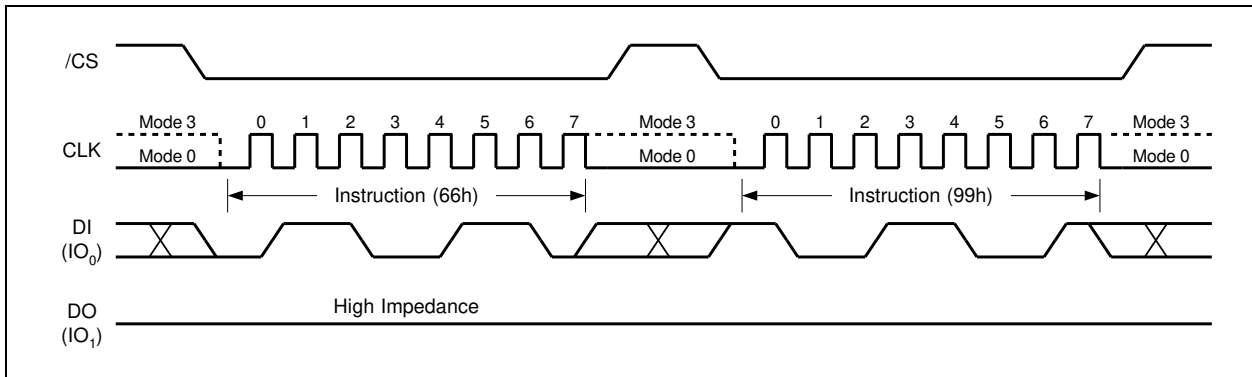 /CS
Mode 3 0 1 2 3 4 5 6 7 Mode 3 0 1 2 3 4 5 6 7 Mode 3
CLK
Mode 0 Mode 0 Mode 0
Instruction (66h) Instruction (99h)
DI
(IO0)
High Impedance
DO
(IO1)